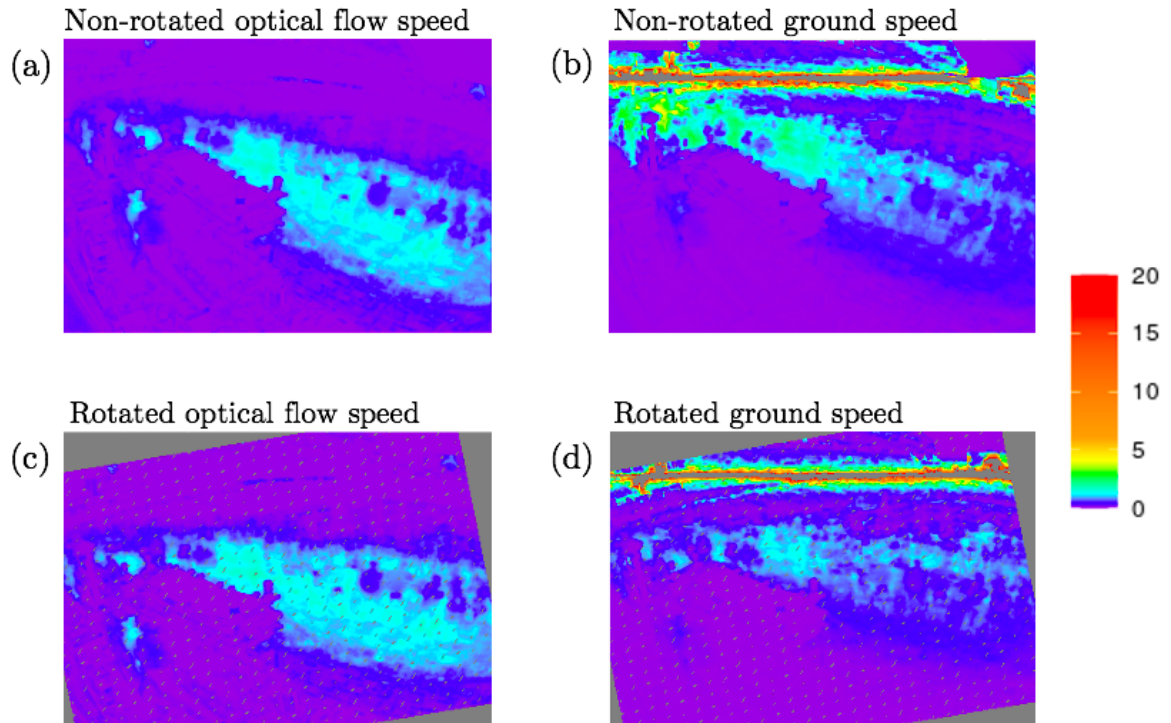 Non-rotated optical flow speed
Non-rotated ground speed
(a)
(b)
20
15
10
5
0
Rotated optical flow speed
Rotated ground speed
(c)
(d)